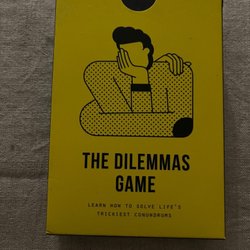 THE DILEMMAS
GAME
LEARN HOW TO SOLVE LIFE'S
TRICKIEST CONUNDRUMS